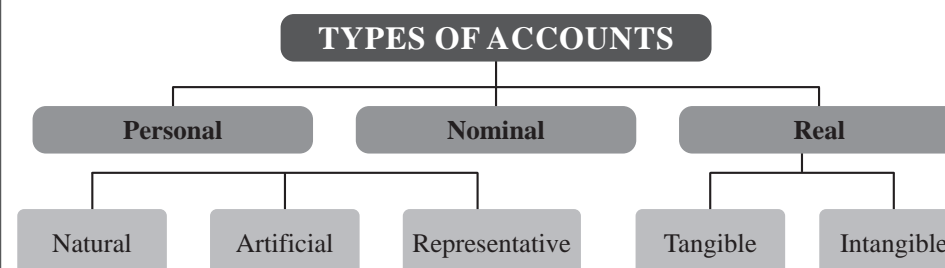 TYPES OF ACCOUNTS
Personal Nominal Real
Natural Artificial Representative Tangible Intangible